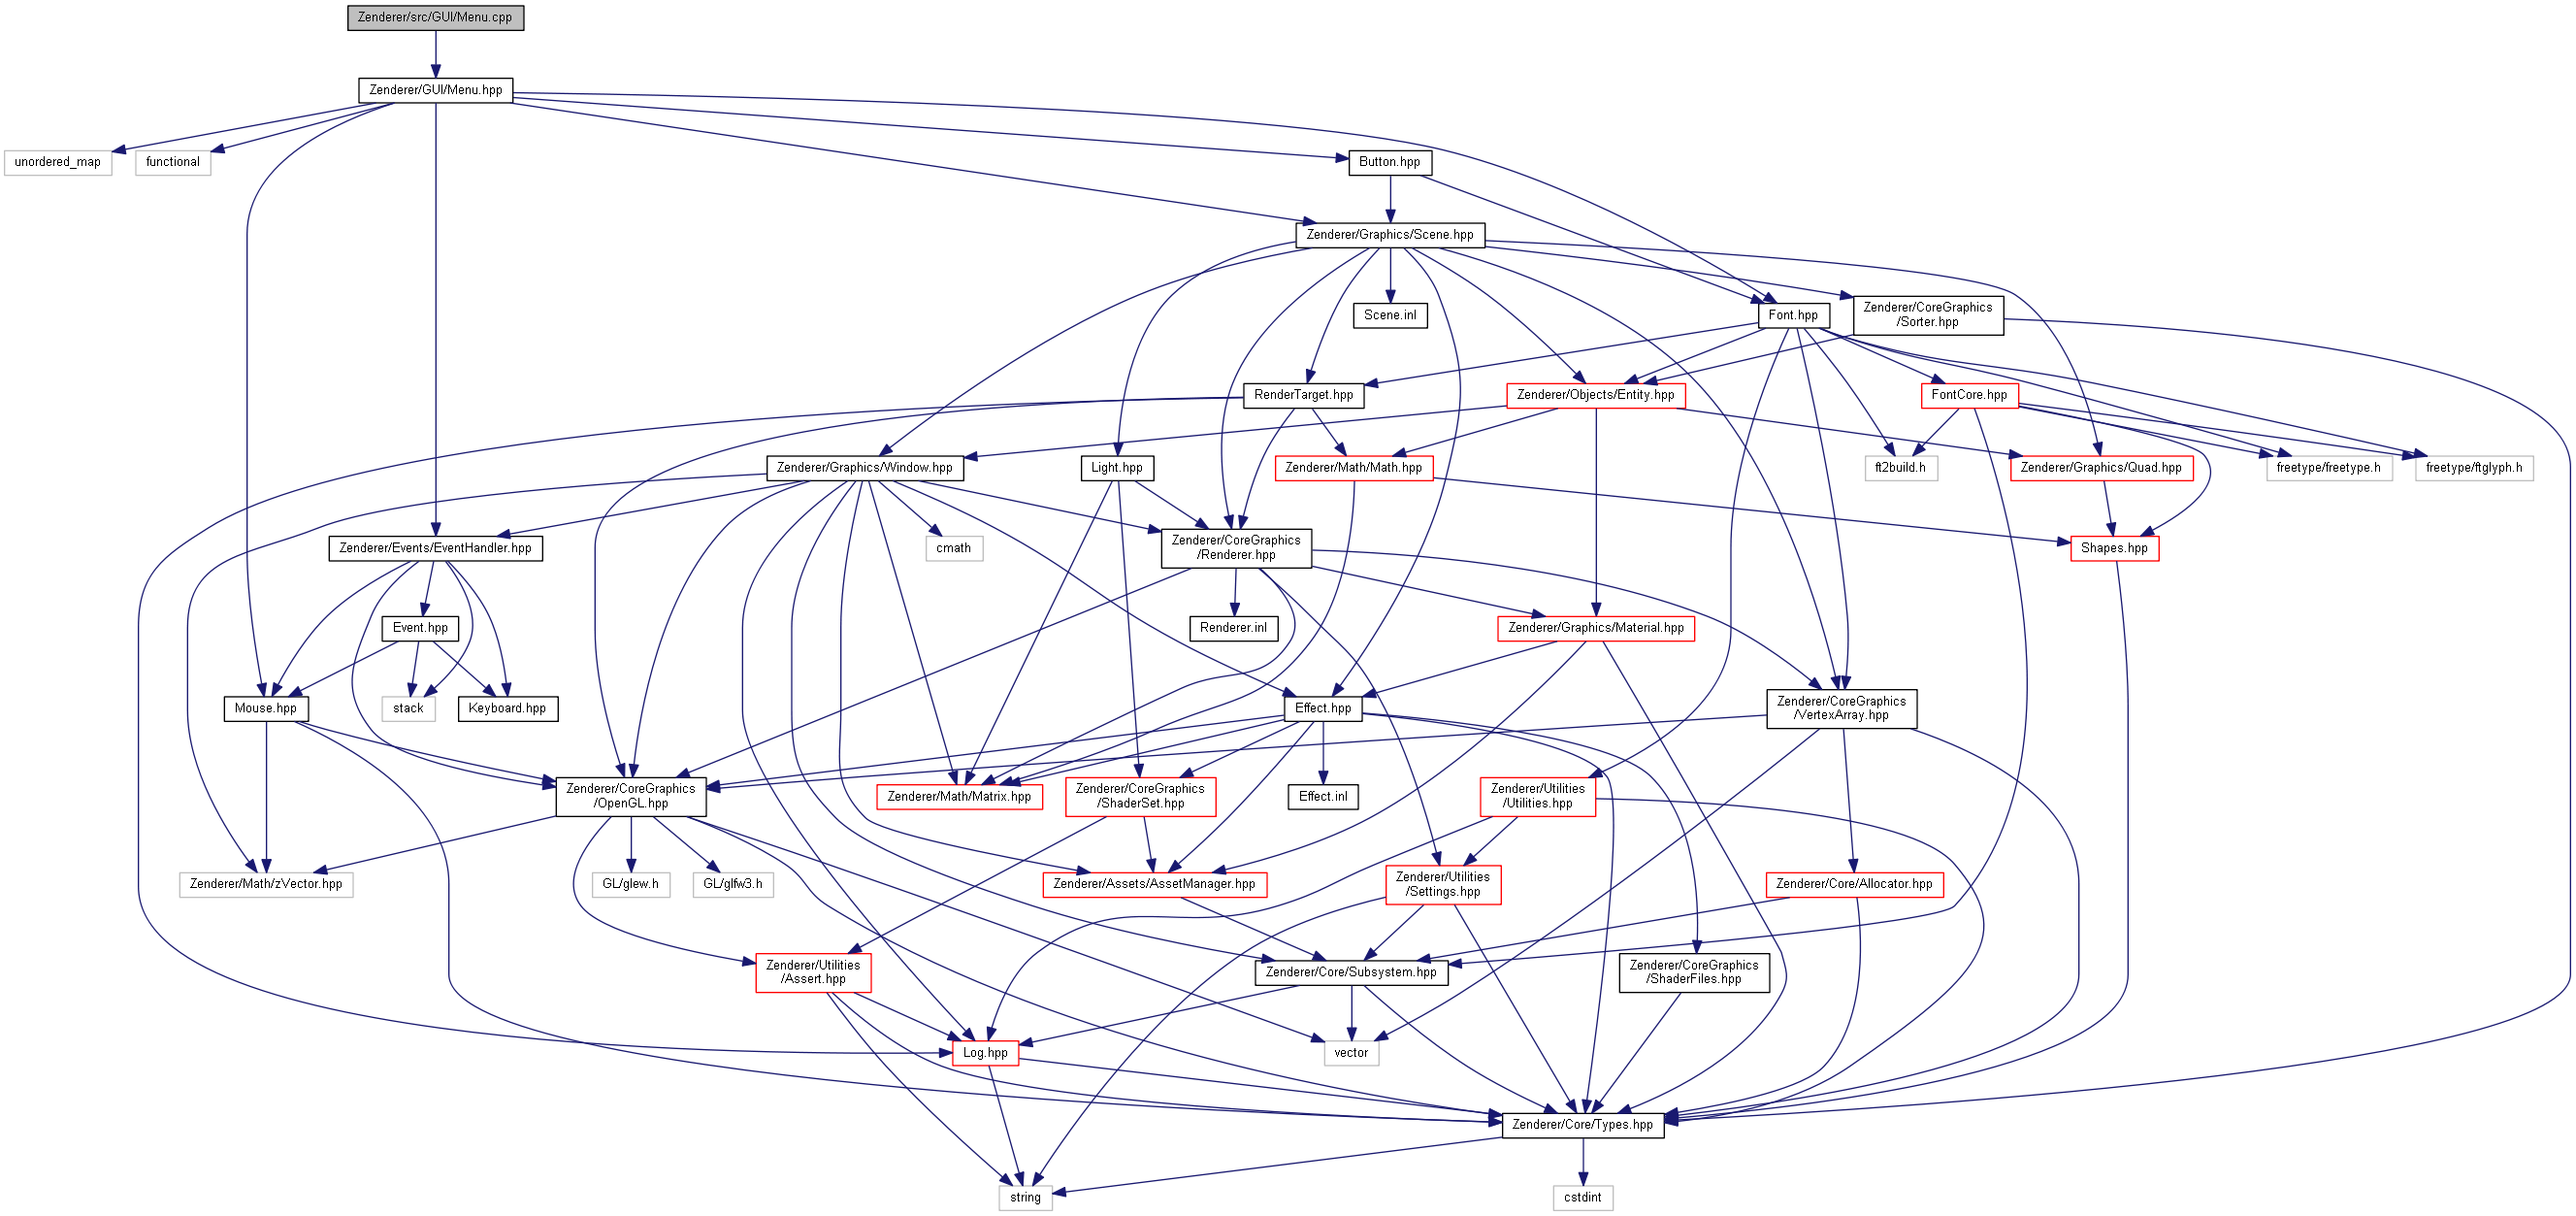 Zenderer/src/GUI/Menu.cpp
Zenderer/GUI/Menu.hpp
unordered_map
functional
Button.hpp
Zenderer/Graphics/Scene.hpp
Scene.inl
Font.hpp
Zenderer/CoreGraphics
/Sorter.hpp
RenderTarget.hpp
Zenderer/Objects/Entity.hpp
FontCore.hpp
Zenderer/Graphics/Window.hpp
Light.hpp
Zenderer/Math/Math.hpp
ft2build.h
Zenderer/Graphics/Quad.hpp
freetype/freetype.h
freetype/ftglyph.h
Zenderer/Events/EventHandler.hpp
cmath
Zenderer/CoreGraphics
/Renderer.hpp
Shapes.hpp
Event.hpp
Renderer.inl
Zenderer/Graphics/Material.hpp
Mouse.hpp
stack
Keyboard.hpp
Effect.hpp
Zenderer/CoreGraphics
/VertexArray.hpp
Zenderer/CoreGraphics
/OpenGL.hpp
Zenderer/Math/Matrix.hpp
Zenderer/CoreGraphics
/ShaderSet.hpp
Effect.inl
Zenderer/Utilities
/Utilities.hpp
Zenderer/Math/zVector.hpp
GL/glew.h
GL/glfw3.h
Zenderer/Assets/AssetManager.hpp
Zenderer/Utilities
/Settings.hpp
Zenderer/Core/Allocator.hpp
Zenderer/Utilities
/Assert.hpp
Zenderer/Core/Subsystem.hpp
Zenderer/CoreGraphics
/ShaderFiles.hpp
Log.hpp
vector
Zenderer/Core/Types.hpp
string
cstdint